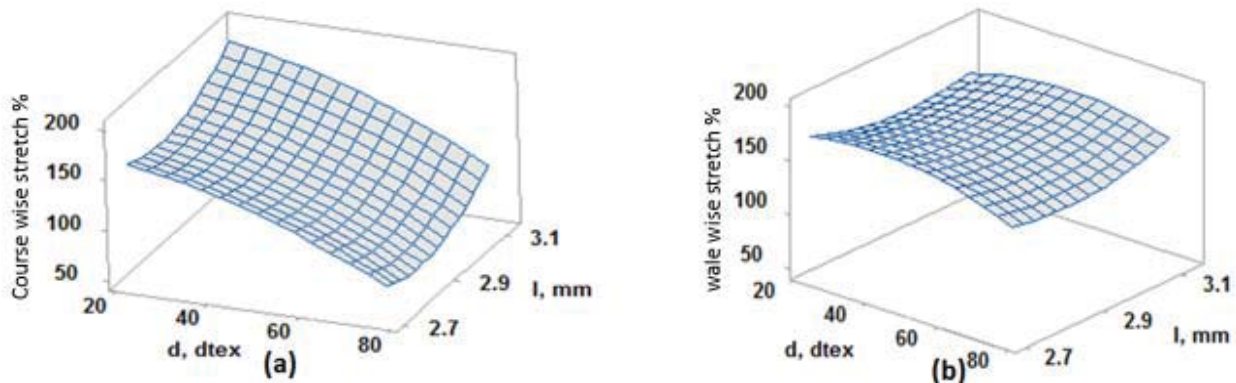 Course wise stretch %
200
150
100
50
20
40
60
80
d, dtex
2.7
2.9
3.1
l, mm
(a)
wale wise stretch %
200
150
100
50
20
40
60
80
d, dtex
2.7
2.9
3.1
l, mm
(b)